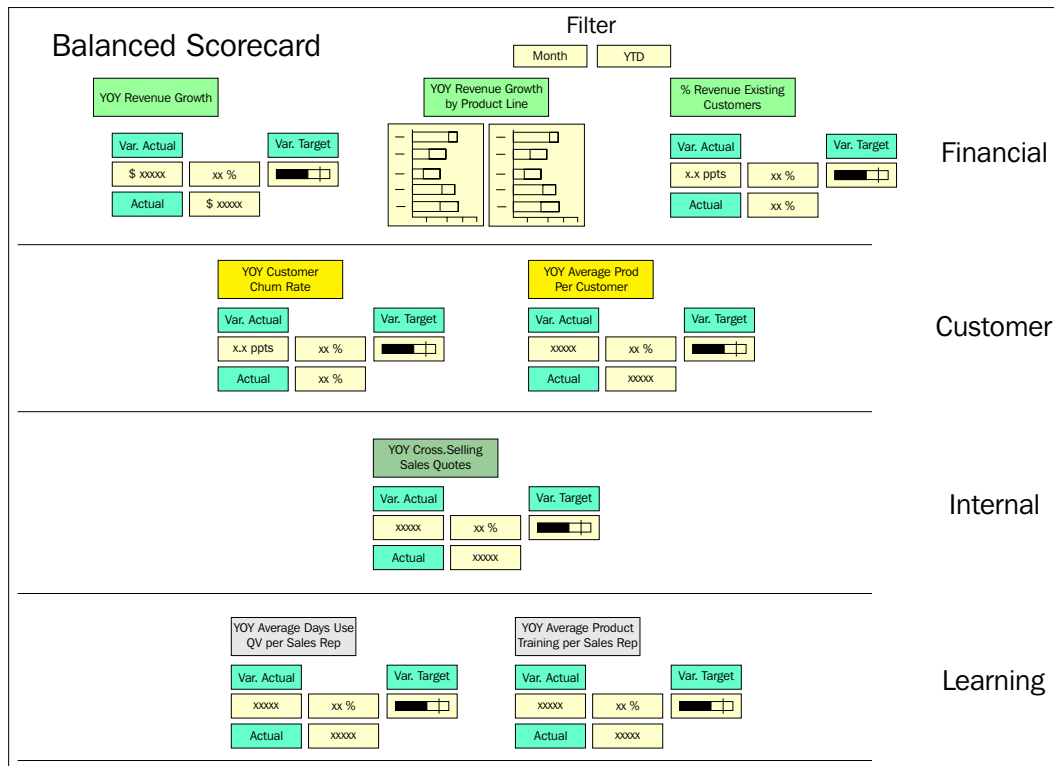 Balanced Scorecard
Filter
Month
YTD
YOY Revenue Growth
YOY Revenue Growth
by Product Line
% Revenue Existing
Customers
Var. Actual
Var. Target
$ xxxxx
xx %
Actual
$ xxxxx
Var. Actual
Var. Target
x.x ppts
xx %
Actual
xx %
Financial
YOY Customer
Churn Rate
Var. Actual
Var. Target
x.x ppts
xx %
Actual
xx %
YOY Average Prod
Per Customer
Var. Actual
Var. Target
xxxxx
xx %
Actual
xxxxx
Customer
YOY Cross.Selling
Sales Quotes
Var. Actual
Var. Target
xxxxx
xx %
Actual
xxxxx
Internal
YOY Average Days Use
QV per Sales Rep
Var. Actual
Var. Target
xxxxx
xx %
Actual
xxxxx
YOY Average Product
Training per Sales Rep
Var. Actual
Var. Target
xxxxx
xx %
Actual
xxxxx
Learning